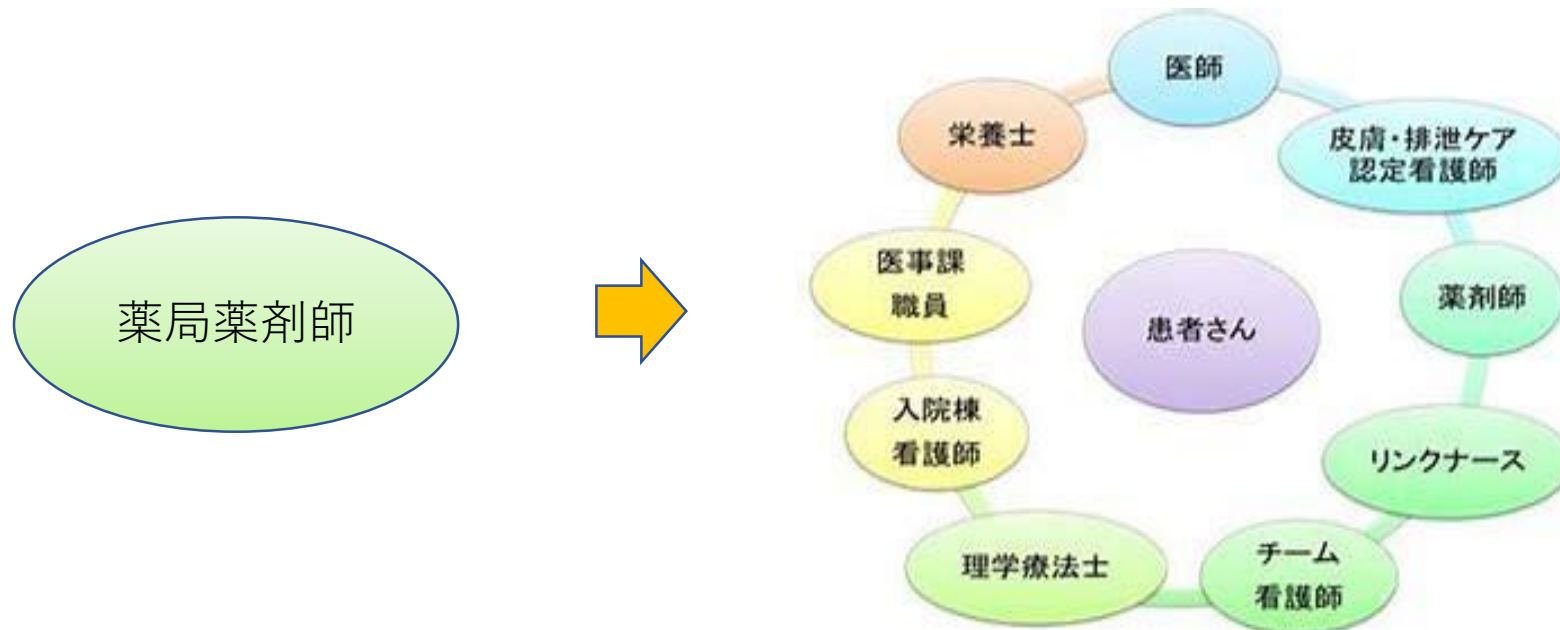 薬局薬剤師
医師
皮膚・排泄ケア
認定看護師
薬剤師
リンクナース
チーム
看護師
理学療法士
入院棟
看護師
医事課
職員
栄養士
患者さん